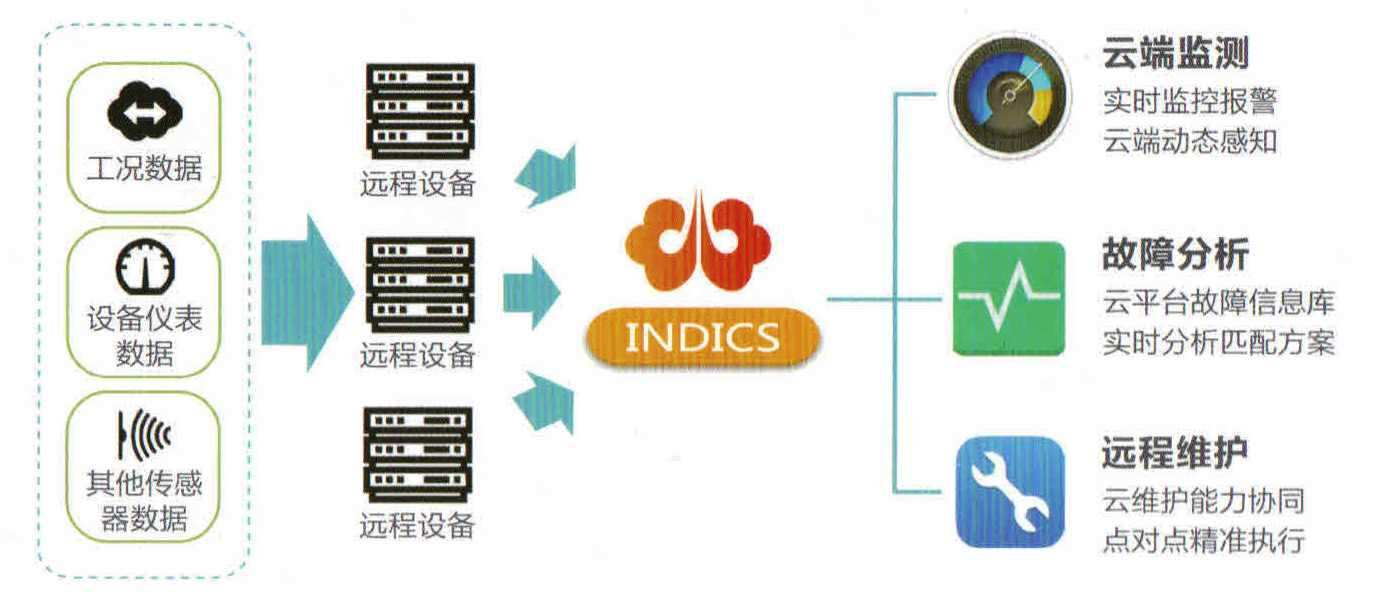 工况数据
设备仪表
数据
其他传感
器数据
远程设备
远程设备
远程设备
INDICS
云端监测
实时监控报警
云端动态感知
故障分析
云平台故障信息库
实时分析匹配方案
远程维护
云维护能力协同
点对点精准执行